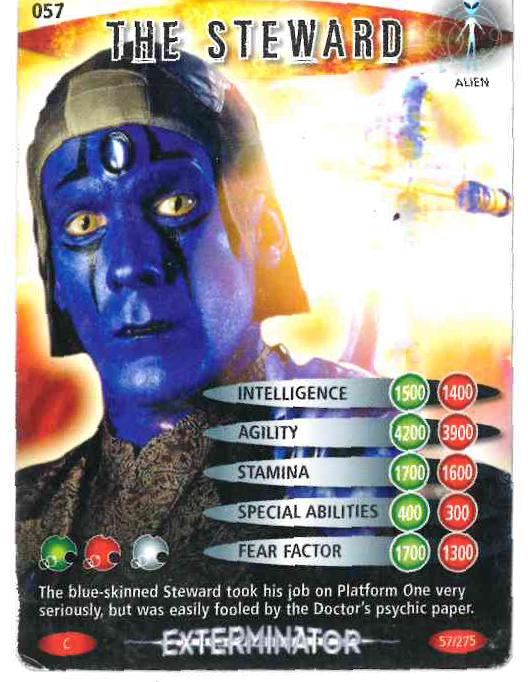 057
THE STEWARD
ALIEN
INTELLIGENCE 1500 1400
AGILITY 4200 3900
STAMINA 1700 1600
SPECIAL ABILITIES 400 300
FEAR FACTOR 1700 1300
The blue-skinned Steward took his job on Platform One very
seriously, but was easily fooled by the Doctor's psychic paper.
C EXTERMINATOR 57/275